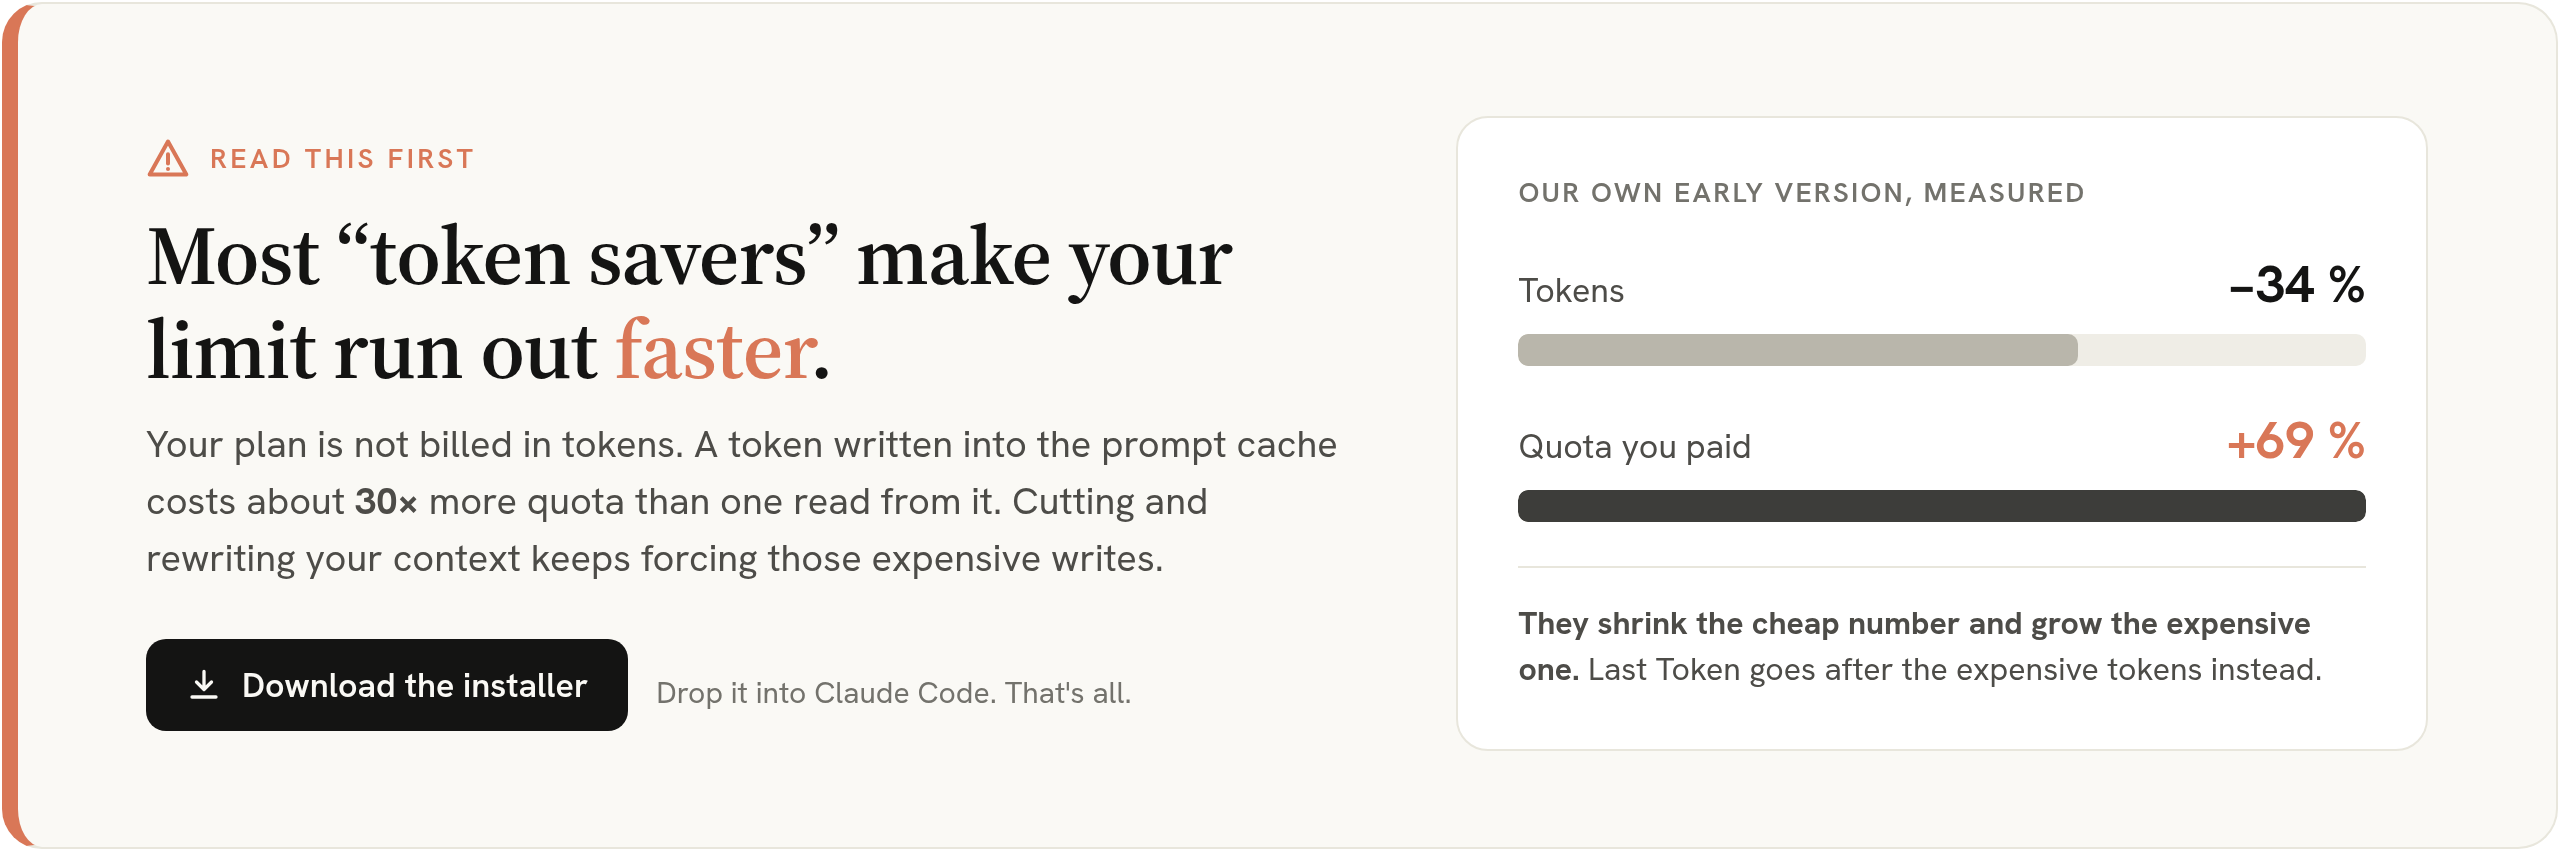 READ THIS FIRST
Most “token savers” make your
limit run out faster.
Your plan is not billed in tokens. A token written into the prompt cache
costs about 30× more quota than one read from it. Cutting and
rewriting your context keeps forcing those expensive writes.
Download the installer
Drop it into Claude Code. That's all.
OUR OWN EARLY VERSION, MEASURED
Tokens
–34 %
Quota you paid
+69 %
They shrink the cheap number and grow the expensive
one. Last Token goes after the expensive tokens instead.